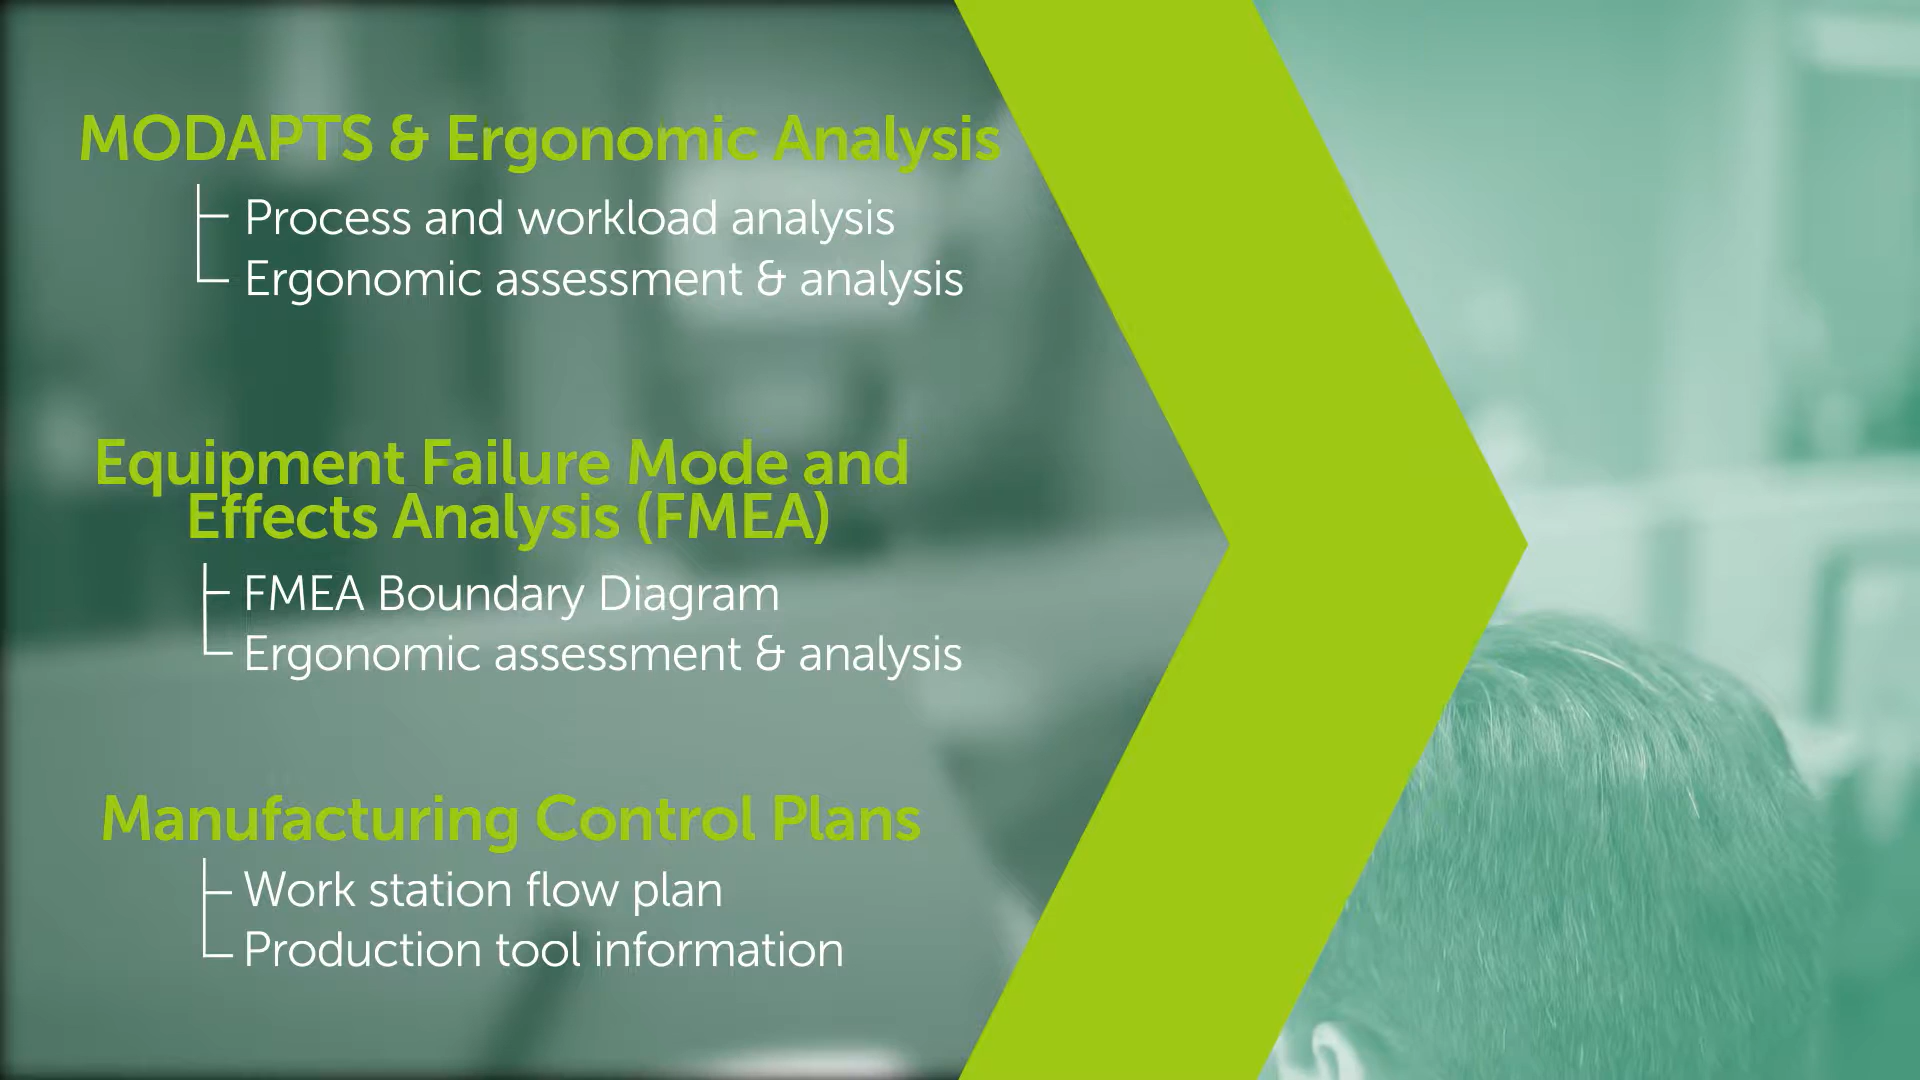 MODAPTS & Ergonomic Analysis
Process and workload analysis
Ergonomic assessment & analysis
Equipment Failure Mode and
Effects Analysis (FMEA)
FMEA Boundary Diagram
Ergonomic assessment & analysis
Manufacturing Control Plans
Work station flow plan
Production tool information